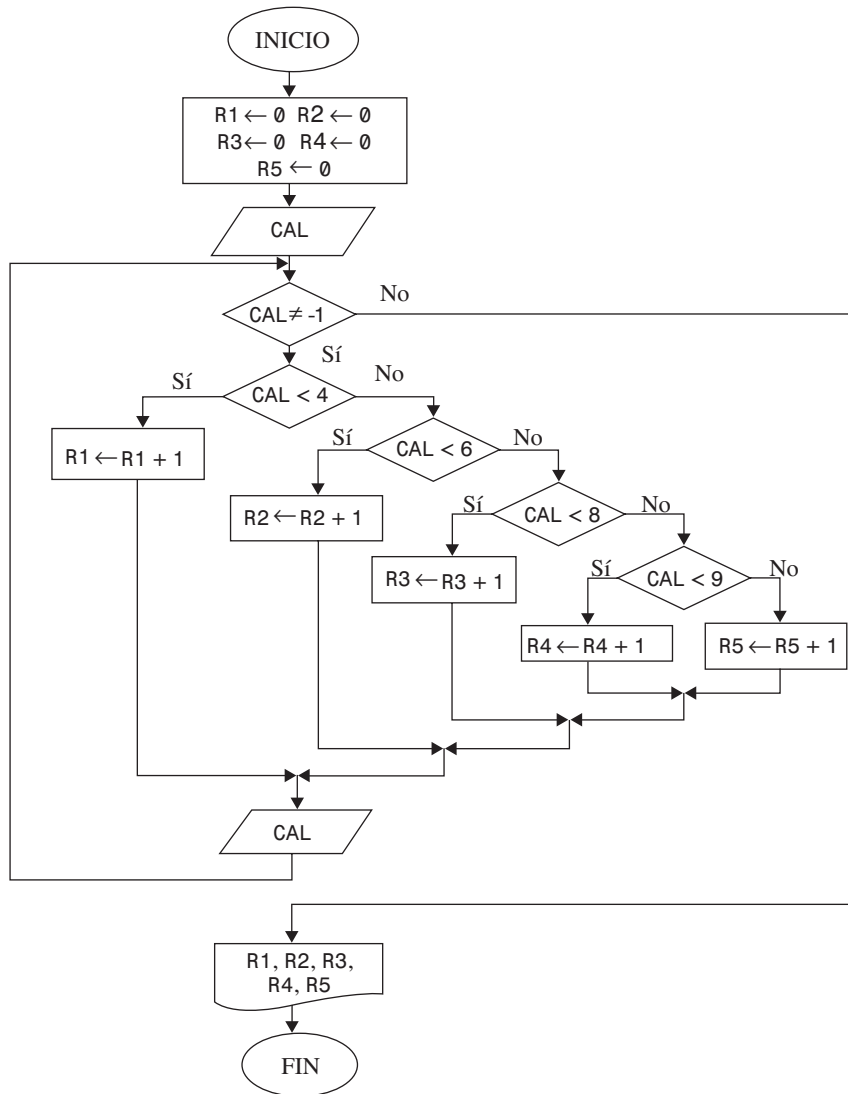 INICIO
R1 ← 0 R2 ← 0
R3 ← 0 R4 ← 0
R5 ← 0
CAL
CAL ≠ -1
No
Sí
CAL < 4
Sí
No
R1 ← R1 + 1
CAL < 6
Sí
No
R2 ← R2 + 1
CAL < 8
Sí
No
R3 ← R3 + 1
CAL < 9
Sí
No
R4 ← R4 + 1
R5 ← R5 + 1
CAL
R1, R2, R3,
R4, R5
FIN